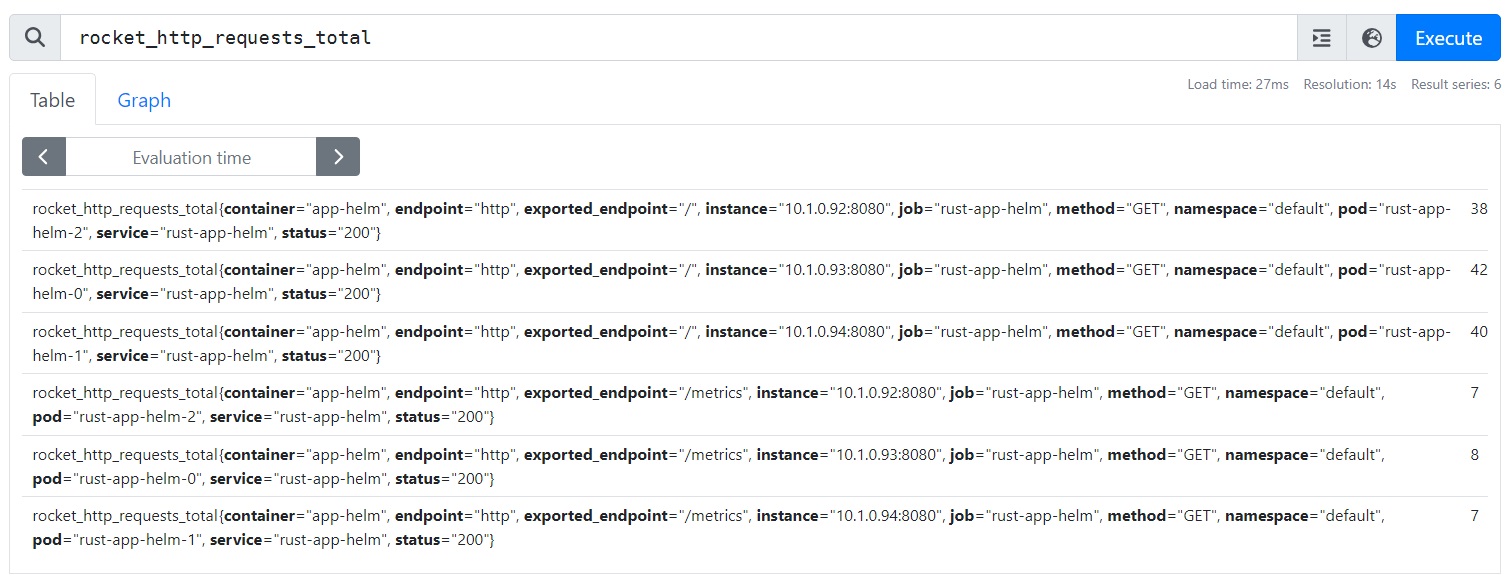 rocket_http_requests_total
Execute
Load time: 27ms Resolution: 14s Result series: 6
Table
Graph
Evaluation time
rocket_http_requests_total{container="app-helm", endpoint="http", exported_endpoint="/", instance="10.1.0.92:8080", job="rust-app-helm", method="GET", namespace="default", pod="rust-app- 38
helm-2", service="rust-app-helm", status="200"}
rocket_http_requests_total{container="app-helm", endpoint="http", exported_endpoint="/", instance="10.1.0.93:8080", job="rust-app-helm", method="GET", namespace="default", pod="rust-app- 42
helm-0", service="rust-app-helm", status="200"}
rocket_http_requests_total{container="app-helm", endpoint="http", exported_endpoint="/", instance="10.1.0.94:8080", job="rust-app-helm", method="GET", namespace="default", pod="rust-app- 40
helm-1", service="rust-app-helm", status="200"}
rocket_http_requests_total{container="app-helm", endpoint="http", exported_endpoint="/metrics", instance="10.1.0.92:8080", job="rust-app-helm", method="GET", namespace="default", 7
pod="rust-app-helm-2", service="rust-app-helm", status="200"}
rocket_http_requests_total{container="app-helm", endpoint="http", exported_endpoint="/metrics", instance="10.1.0.93:8080", job="rust-app-helm", method="GET", namespace="default", 8
pod="rust-app-helm-0", service="rust-app-helm", status="200"}
rocket_http_requests_total{container="app-helm", endpoint="http", exported_endpoint="/metrics", instance="10.1.0.94:8080", job="rust-app-helm", method="GET", namespace="default", 7
pod="rust-app-helm-1", service="rust-app-helm", status="200"}